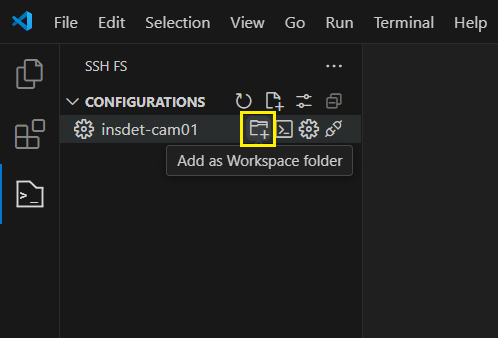 File Edit Selection View Go Run Terminal Help
SSH FS
CONFIGURATIONS
insdet-cam01
Add as Workspace folder